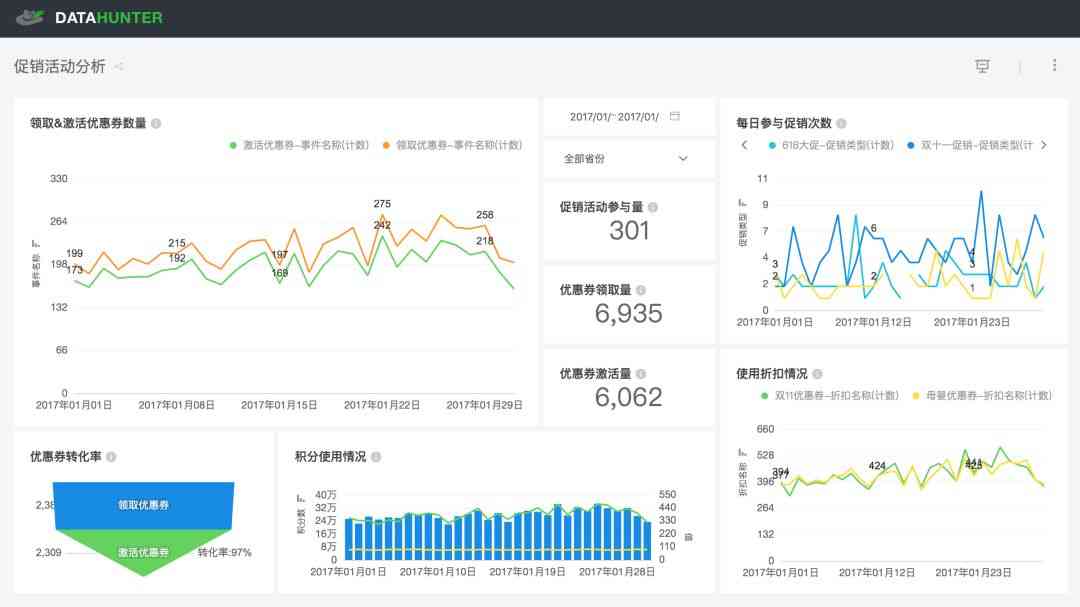 DATAHUNTER
促销活动分析
领取&激活优惠券数量
激活优惠券-事件名称(计数)
领取优惠券-事件名称(计数)
事件名称
330
264
198
132
66
0
199
173
215
192
197
169
275
242
258
218
2017年01月01日
2017年01月08日
2017年01月15日
2017年01月22日
2017年01月29日
2017/01/~2017/01/
全部省份
促销活动参与量
301
优惠券领取量
6,935
优惠券激活量
6,062
每日参与促销次数
618大促-促销类型(计数)
双十一促销-促销类型(计
促销类型
11
9
7
4
2
0
3
2
6
2
4
3
1
2017年01月01日
2017年01月12日
2017年01月23日
优惠券转化率
领取优惠券
2,309
激活优惠券
转化率:97%
积分使用情况
积分数
40万
32万
24万
16万
8万
0
550
440
330
220
110
0
2017年01月01日
2017年01月10日
2017年01月19日
2017年01月28日
使用折扣情况
双11优惠券-折扣名称(计数)
母婴优惠券-折扣名称(计数)
折扣名称
660
528
396
264
132
0
394
377
424
2017年01月01日
2017年01月12日
2017年01月23日